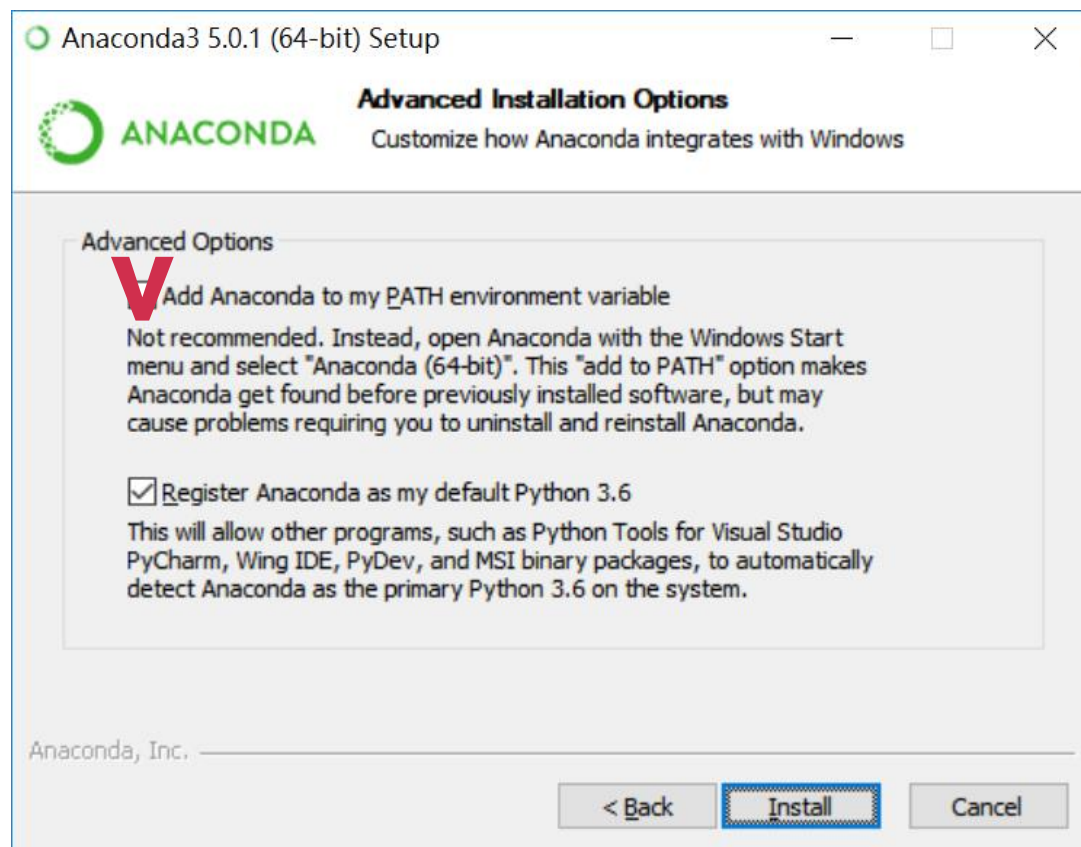 Anaconda3 5.0.1 (64-bit) Setup
ANACONDA
Advanced Installation Options
Customize how Anaconda integrates with Windows
Advanced Options
V
Add Anaconda to my PATH environment variable
Not recommended. Instead, open Anaconda with the Windows Start
menu and select "Anaconda (64-bit)". This "add to PATH" option makes
Anaconda get found before previously installed software, but may
cause problems requiring you to uninstall and reinstall Anaconda.
Register Anaconda as my default Python 3.6
This will allow other programs, such as Python Tools for Visual Studio
PyCharm, Wing IDE, PyDev, and MSI binary packages, to automatically
detect Anaconda as the primary Python 3.6 on the system.
Anaconda, Inc.
< Back
Install
Cancel